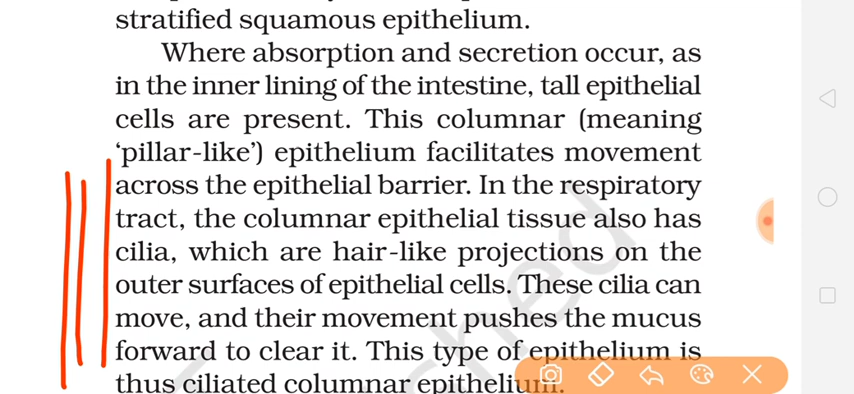 stratified squamous epithelium.
Where absorption and secretion occur, as
in the inner lining of the intestine, tall epithelial
cells are present. This columnar (meaning
‘pillar-like’) epithelium facilitates movement
across the epithelial barrier. In the respiratory
tract, the columnar epithelial tissue also has
cilia, which are hair-like projections on the
outer surfaces of epithelial cells. These cilia can
move, and their movement pushes the mucus
forward to clear it. This type of epithelium is
thus ciliated columnar epithelium.